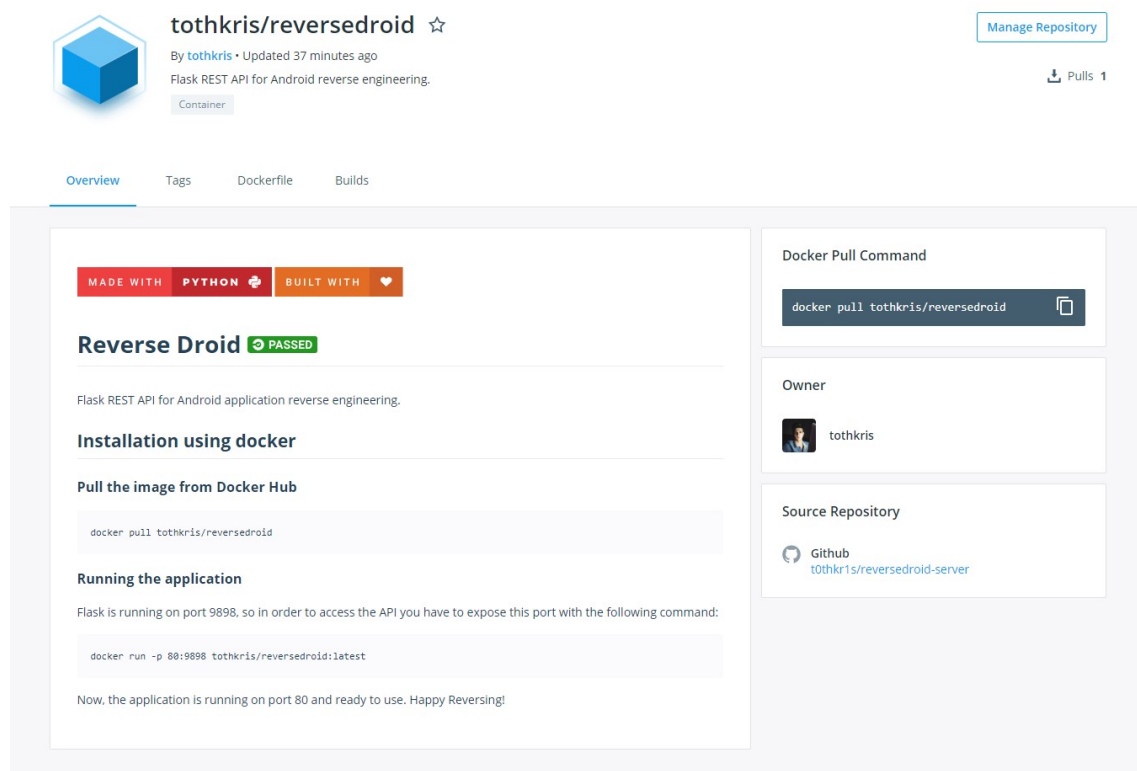 tothkris/reversedroid
Manage Repository
By tothkris • Updated 37 minutes ago
Flask REST API for Android reverse engineering.
Pulls 1
Container
Overview Tags Dockerfile Builds
MADE WITH PYTHON BUILT WITH
Reverse Droid PASSED
Flask REST API for Android application reverse engineering.
Installation using docker
Pull the image from Docker Hub
docker pull tothkris/reversedroid
Running the application
Flask is running on port 9898, so in order to access the API you have to expose this port with the following command:
docker run -p 80:9898 tothkris/reversedroid:latest
Now, the application is running on port 80 and ready to use. Happy Reversing!
Docker Pull Command
docker pull tothkris/reversedroid
Owner
tothkris
Source Repository
Github
t0thkr1s/reversedroid-server